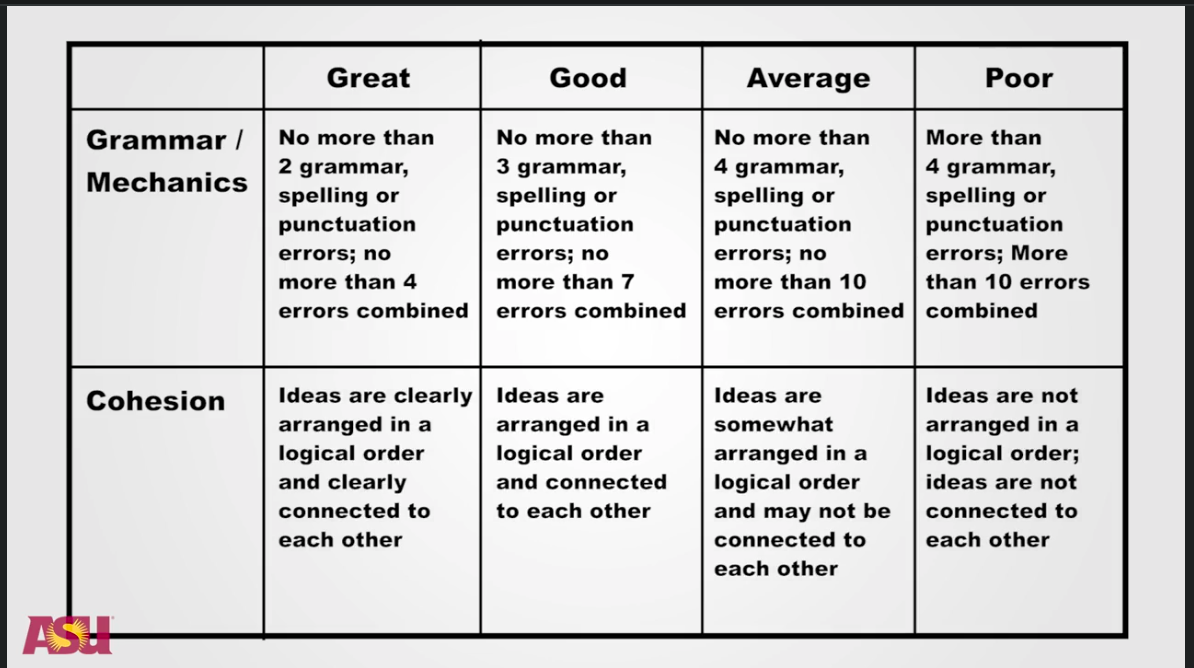 Great
Good
Average
Poor
Grammar /
Mechanics
No more than
2 grammar,
spelling or
punctuation
errors; no
more than 4
errors combined
No more than
3 grammar,
spelling or
punctuation
errors; no
more than 7
errors combined
No more than
4 grammar,
spelling or
punctuation
errors; no
more than 10
errors combined
More than
4 grammar,
spelling or
punctuation
errors; More
than 10 errors
combined
Cohesion
Ideas are clearly
arranged in a
logical order
and clearly
connected to
each other
Ideas are
arranged in a
logical order
and connected
to each other
Ideas are
somewhat
arranged in a
logical order
and may not be
connected to
each other
Ideas are not
arranged in a
logical order;
ideas are not
connected to
each other
ASU